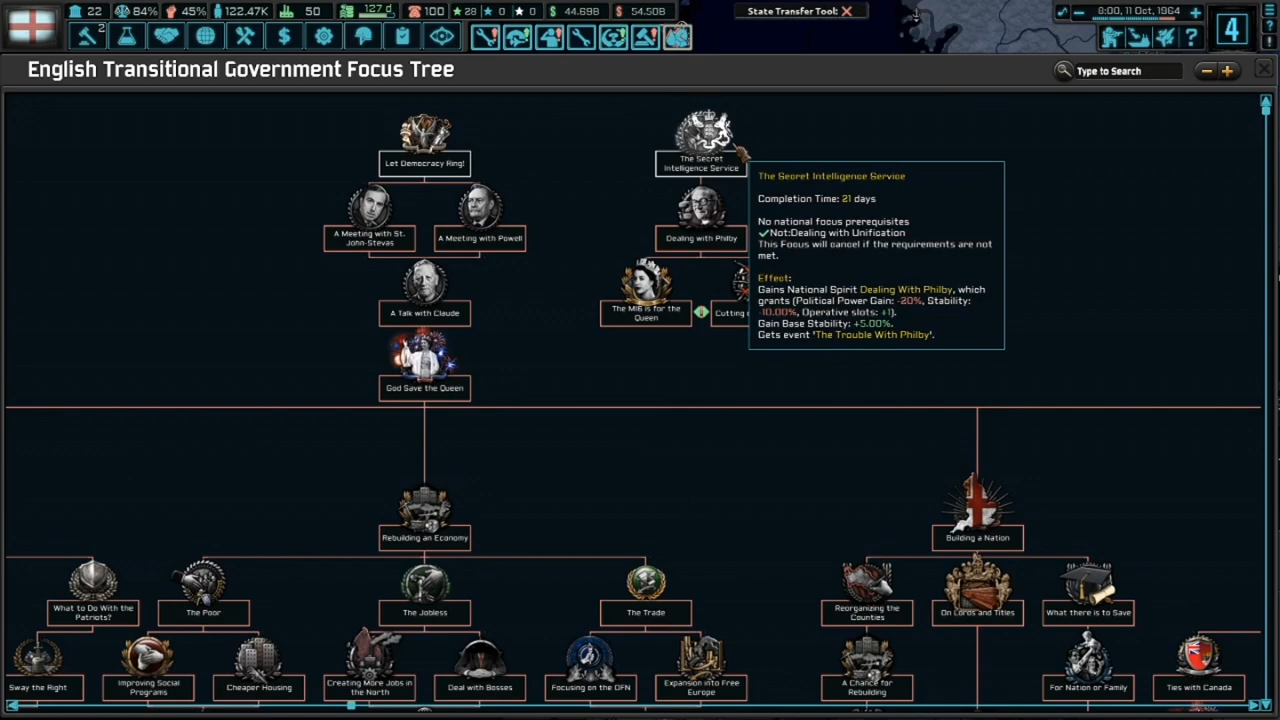 22 84% 45% 122.47K 50 127 d 100 28 0 0 44.69B 54.50B
State Transfer Tool:
0:00, 11 Oct, 1964
4
2
English Transitional Government Focus Tree
Type to Search
Let Democracy Ring!
The Secret
Intelligence Service
A Meeting with St.
John-Stevas
A Meeting with Powell
Dealing with Philby
A Talk with Claude
The MI6 is for the
Queen
Cutting
God Save the Queen
The Secret Intelligence Service
Completion Time: 21 days
No national focus prerequisites
Not:Dealing with Unification
This Focus will cancel if the requirements are not
met.
Effect:
Gains National Spirit Dealing With Philby, which
grants (Political Power Gain: -20%, Stability:
-10.00%, Operative slots: +1).
Gain Base Stability: +5.00%.
Gets event 'The Trouble With Philby'.
Rebuilding an Economy
Building a Nation
What to Do With the
Patriots?
The Poor
The Jobless
The Trade
Reorganizing the
Counties
On Lords and Titles
What there is to Save
Sway the Right
Improving Social
Programs
Cheaper Housing
Creating More Jobs in
the North
Deal with Bosses
Focusing on the OFN
Expansion into Free
Europe
A Chance for
Rebuilding
For Nation or Family
Ties with Canada